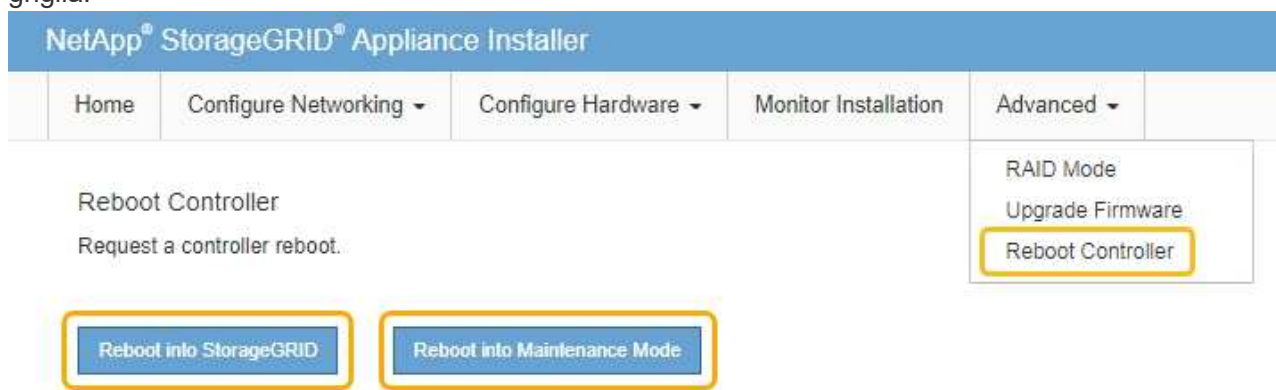 griglia.
NetApp® StorageGRID® Appliance Installer
Home Configure Networking Configure Hardware Monitor Installation Advanced
RAID Mode
Upgrade Firmware
Reboot Controller
Reboot Controller
Request a controller reboot.
Reboot into StorageGRID Reboot into Maintenance Mode